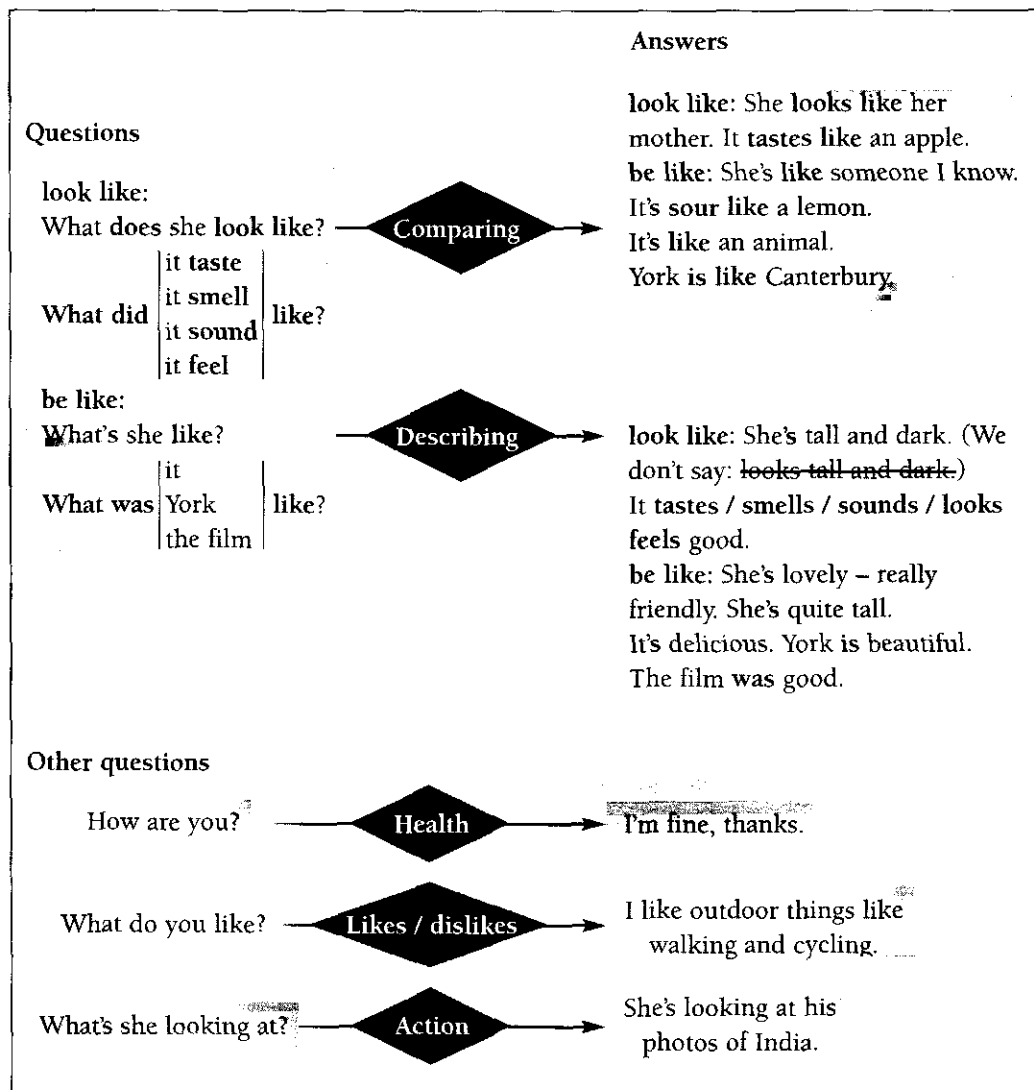 Questions
look like:
What does she look like?
What did
it taste
it smell
it sound
it feel
like?
be like:
What's she like?
What was
it
York
the film
like?
Comparing
Describing
Answers
look like: She looks like her
mother. It tastes like an apple.
be like: She's like someone I know.
It's sour like a lemon.
It's like an animal.
York is like Canterbury.
look like: She's tall and dark. (We
don't say: looks tall and dark.)
It tastes / smells / sounds / looks
feels good.
be like: She's lovely – really
friendly. She's quite tall.
It's delicious. York is beautiful.
The film was good.
Other questions
How are you?
Health
I'm fine, thanks.
What do you like?
Likes / dislikes
I like outdoor things like
walking and cycling.
What's she looking at?
Action
She's looking at his
photos of India.